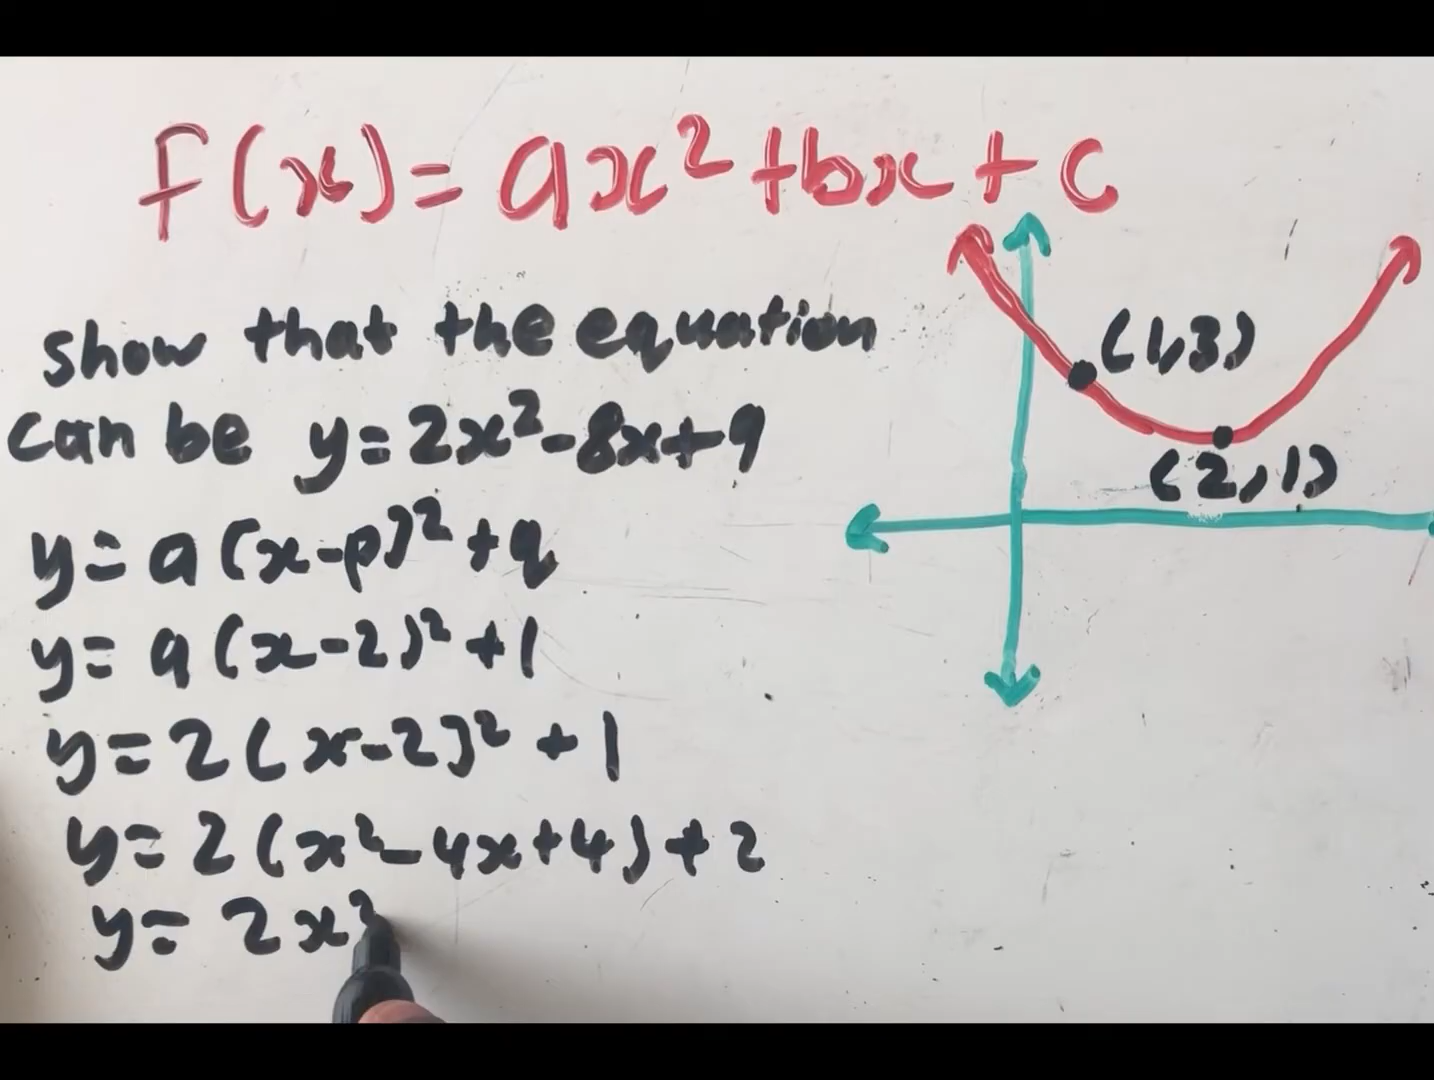 f(x) = ax² + bx + c
show that the equation
can be y = 2x² - 8x + 9
(1,3)
(2,1)
y = a(x-p)² + q
y = a(x-2)² + 1
y = 2(x-2)² + 1
y = 2(x² - 4x + 4) + 2
y = 2x²